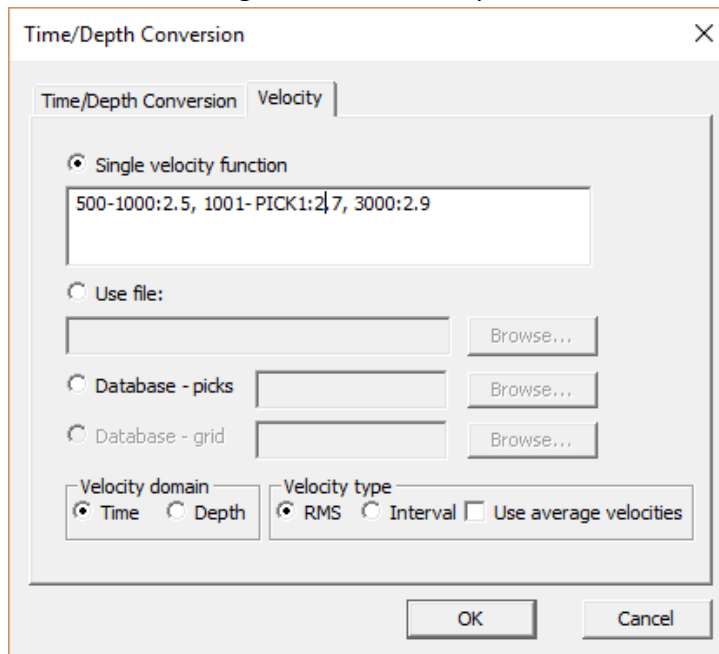 Time/Depth Conversion
Time/Depth Conversion Velocity
Single velocity function
500-1000:2.5, 1001-PICK1:2.7, 3000:2.9
Use file:
Browse...
Database - picks Browse...
Database - grid Browse...
Velocity domain Velocity type
Time Depth RMS Interval Use average velocities
OK Cancel